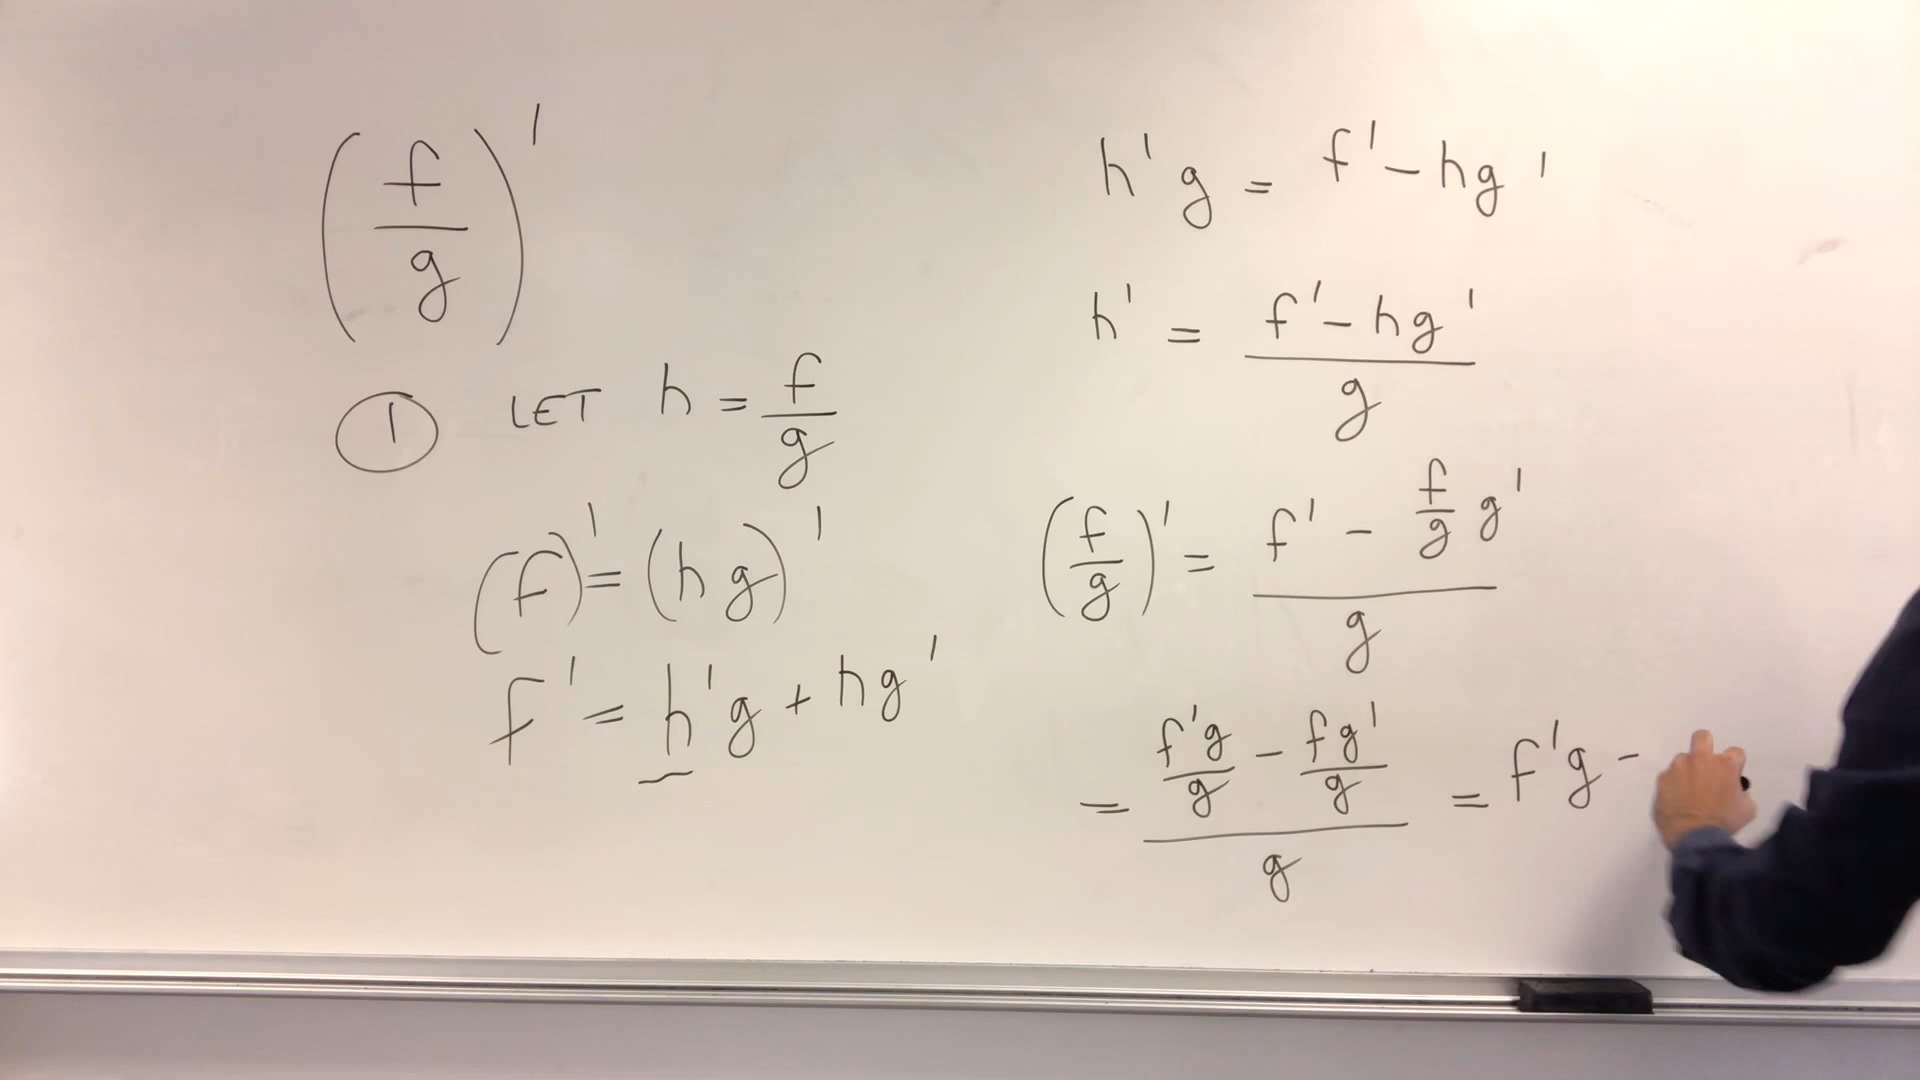 (f/g)'
① LET h = f/g
(f)' = (hg)'
f' = h'g + hg'
h'g = f' - hg'
h' = (f' - hg')/g
(f/g)' = (f' - f/g g')/g
= (f'g/g - fg'/g)/g = f'g -